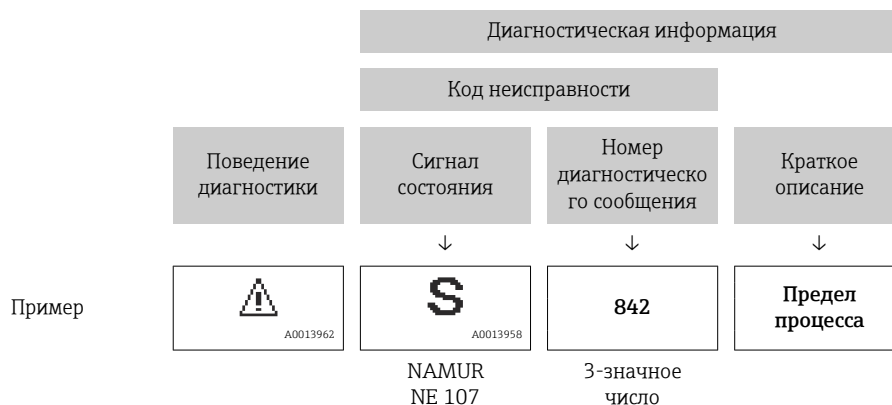 Диагностическая информация
Код неисправности
Поведение
диагностики
Сигнал
состояния
Номер
диагностическо
го сообщения
Краткое
описание
↓ ↓ ↓
Пример
A0013962
S
A0013958
842
Предел
процесса
NAMUR
NE 107
3-значное
число